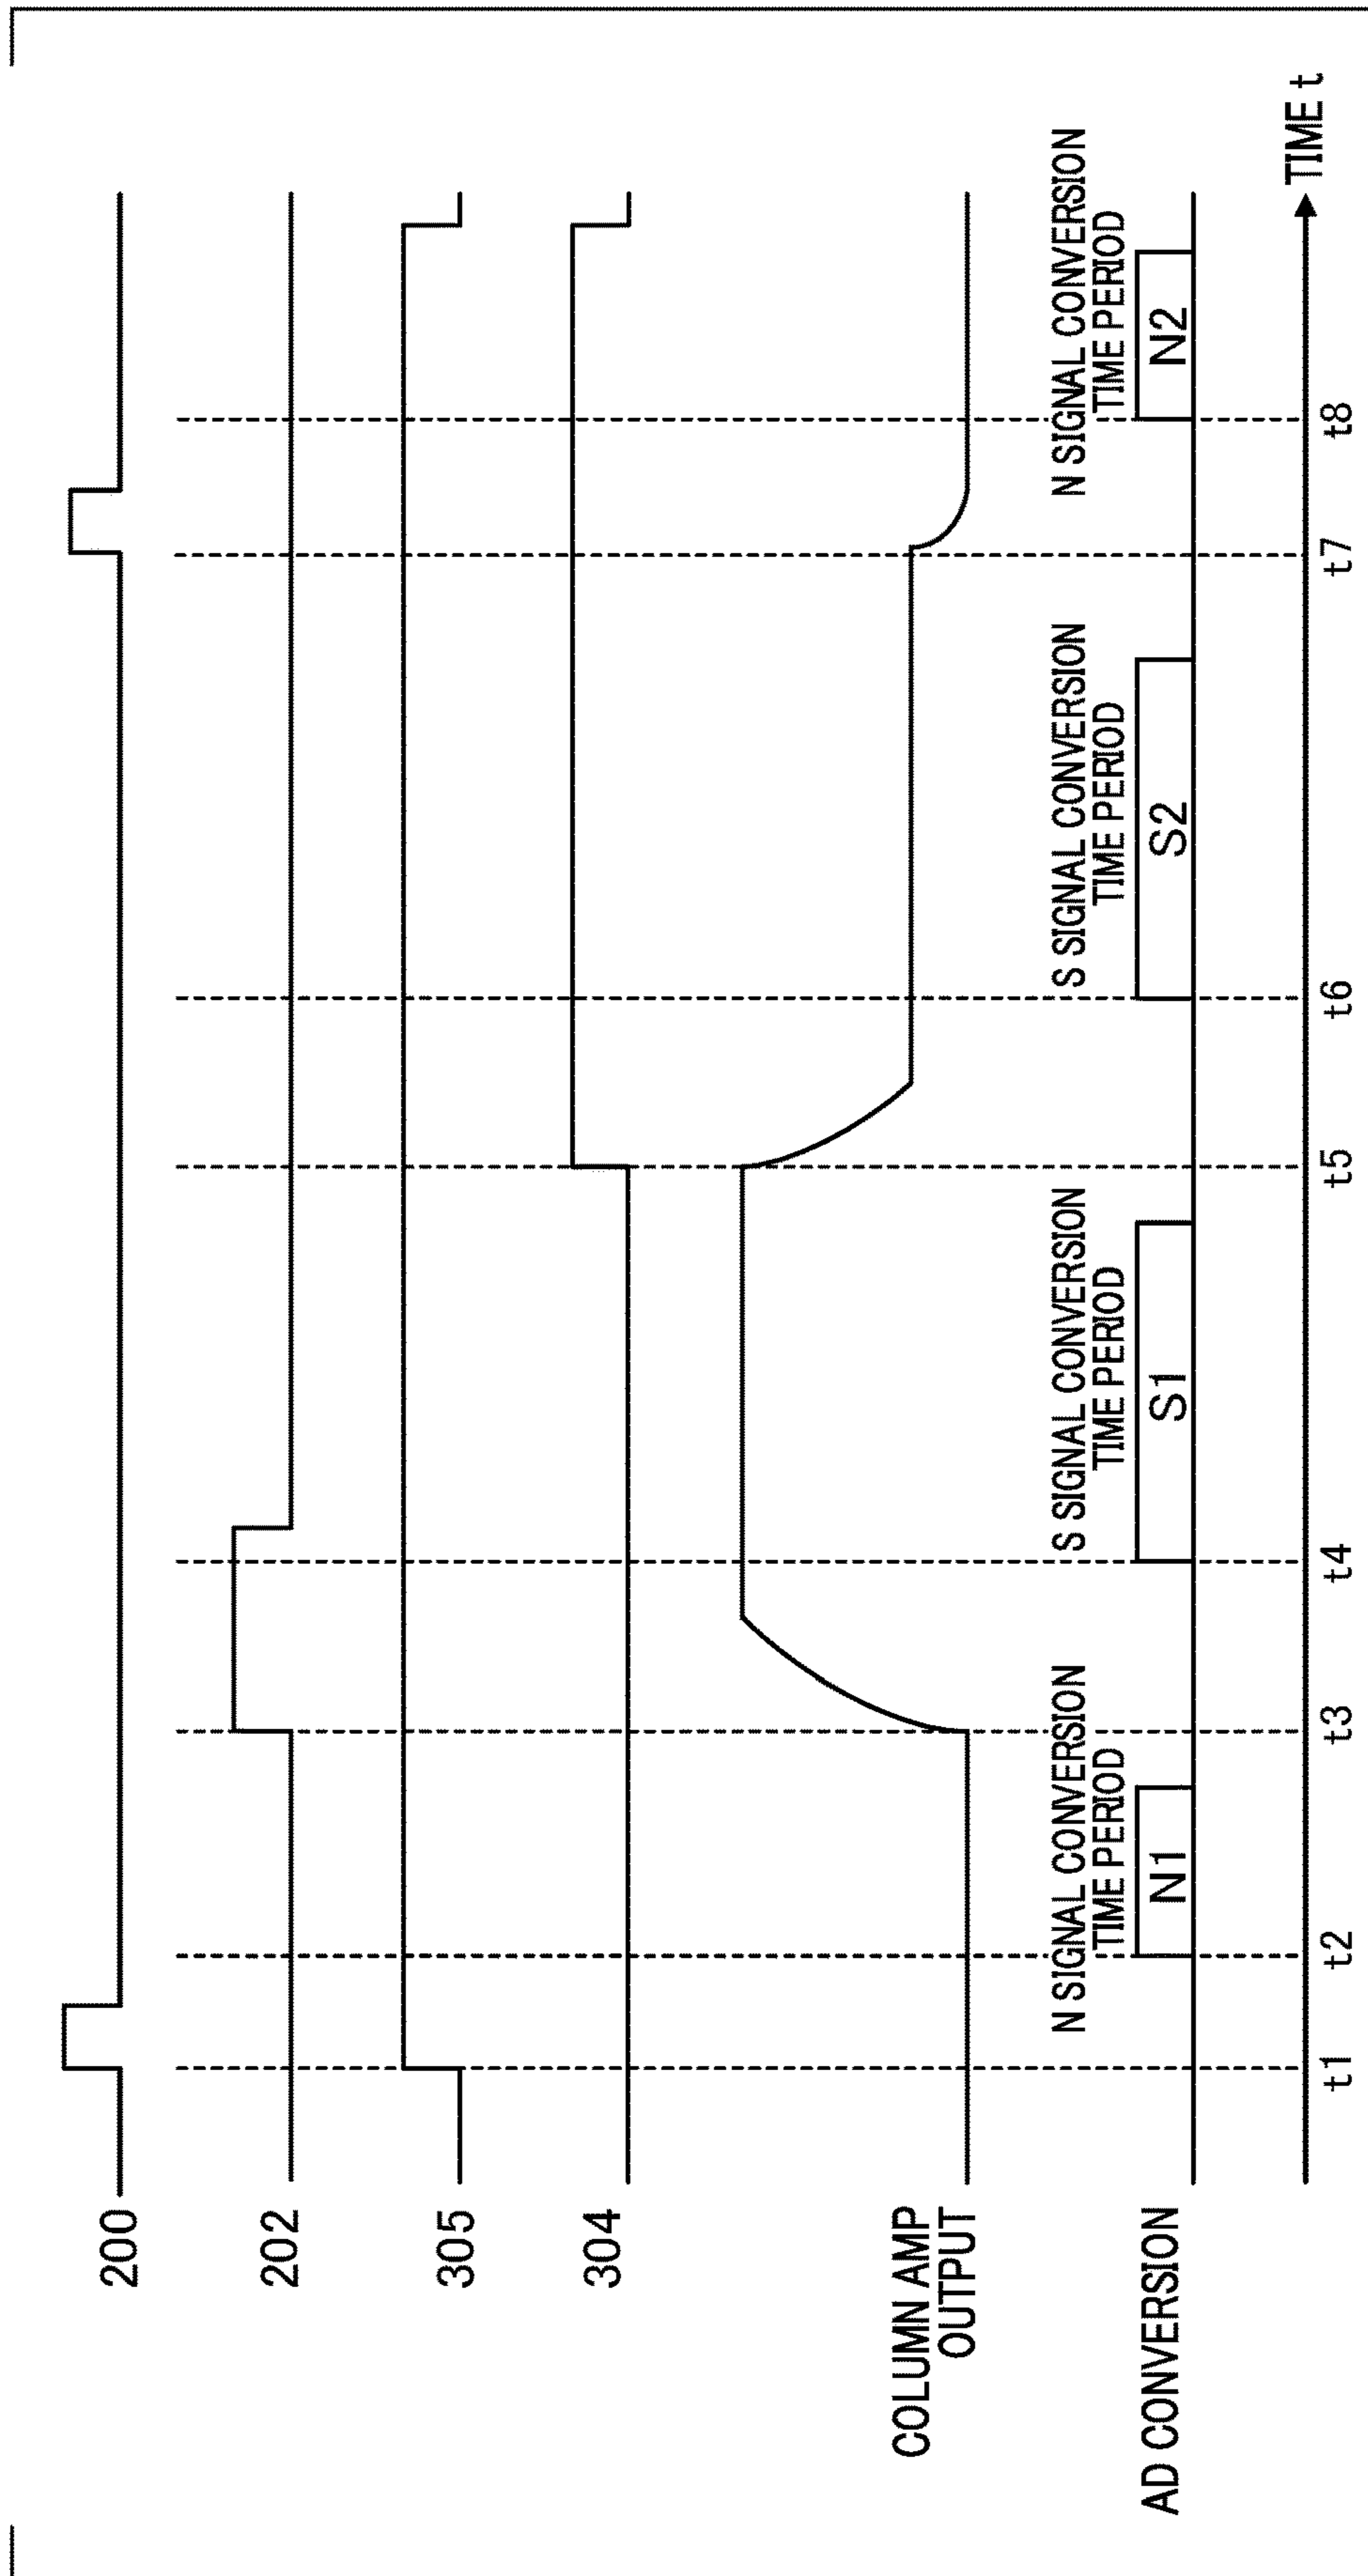 200
202
305
304
COLUMN AMP
OUTPUT
AD CONVERSION
N SIGNAL CONVERSION
TIME PERIOD
N1
S SIGNAL CONVERSION
TIME PERIOD
S1
S SIGNAL CONVERSION
TIME PERIOD
S2
N SIGNAL CONVERSION
TIME PERIOD
N2
t1
t2
t3
t4
t5
t6
t7
t8
TIME t